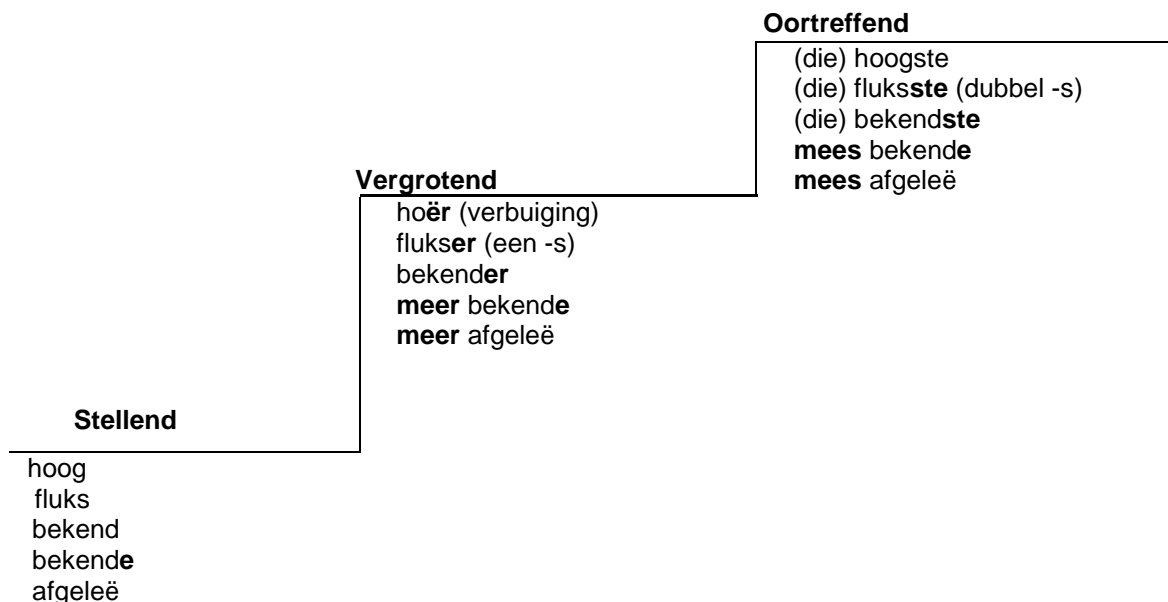 Oortreffend
(die) hoogste
(die) fluksste (dubbel -s)
(die) bekendste
mees bekende
mees afgeleë
Vergrotend
hoër (verbuiging)
flukser (een -s)
bekender
meer bekende
meer afgeleë
Stellend
hoog
fluks
bekend
bekende
afgeleë